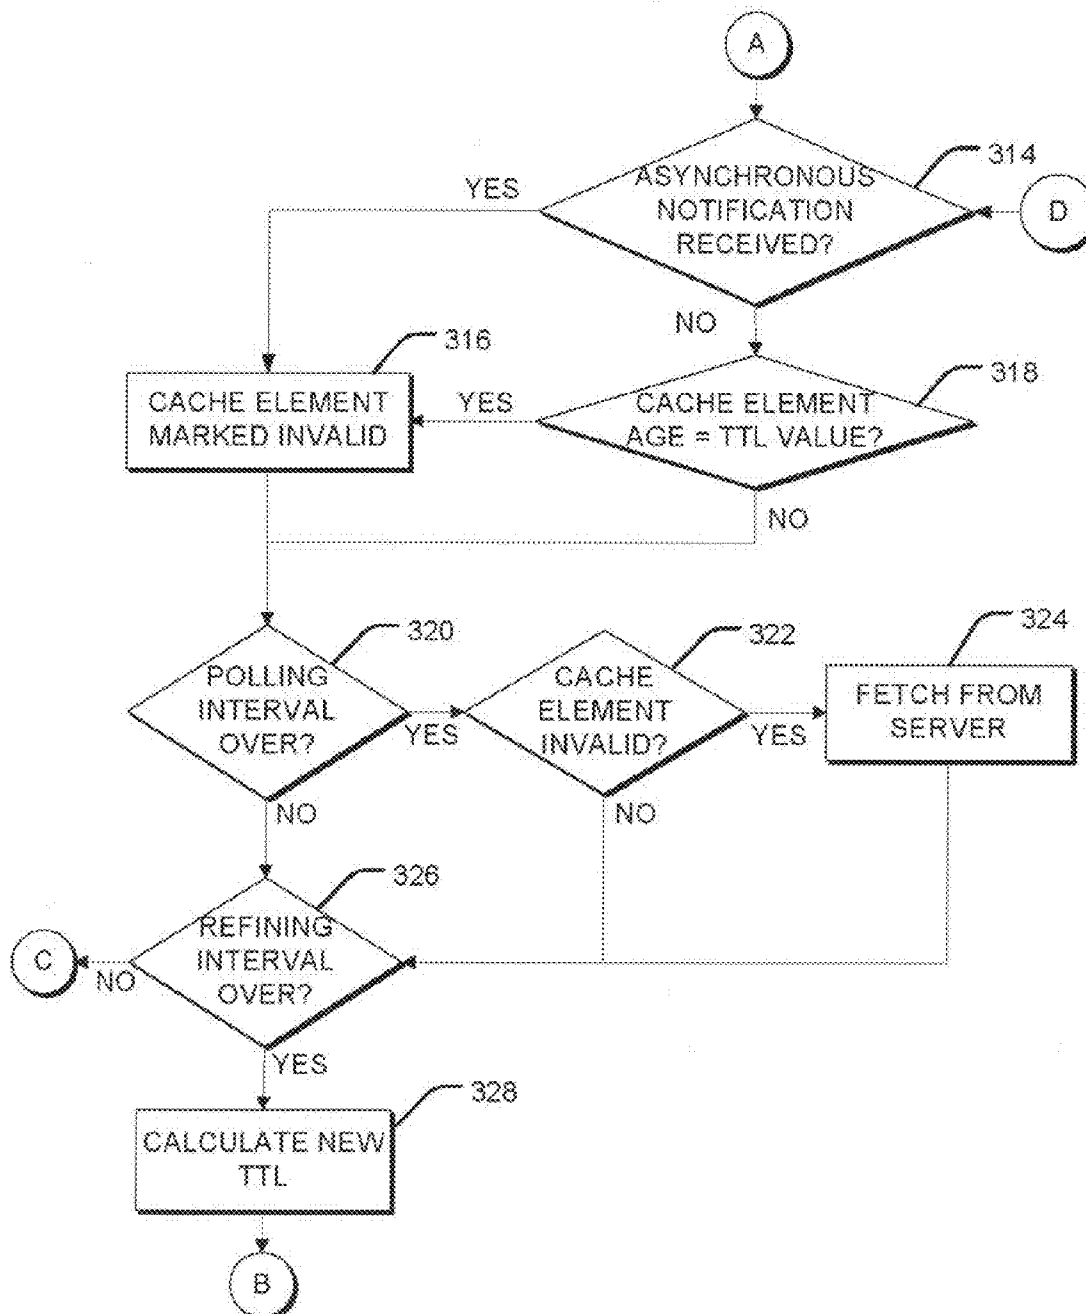 A
ASYNCHRONOUS
NOTIFICATION
RECEIVED?
314
D
YES
NO
316
CACHE ELEMENT
MARKED INVALID
YES
318
CACHE ELEMENT
AGE = TTL VALUE?
NO
320
POLLING
INTERVAL
OVER?
YES
NO
322
CACHE
ELEMENT
INVALID?
YES
NO
324
FETCH FROM
SERVER
326
REFINING
INTERVAL
OVER?
C
NO
YES
328
CALCULATE NEW
TTL
B